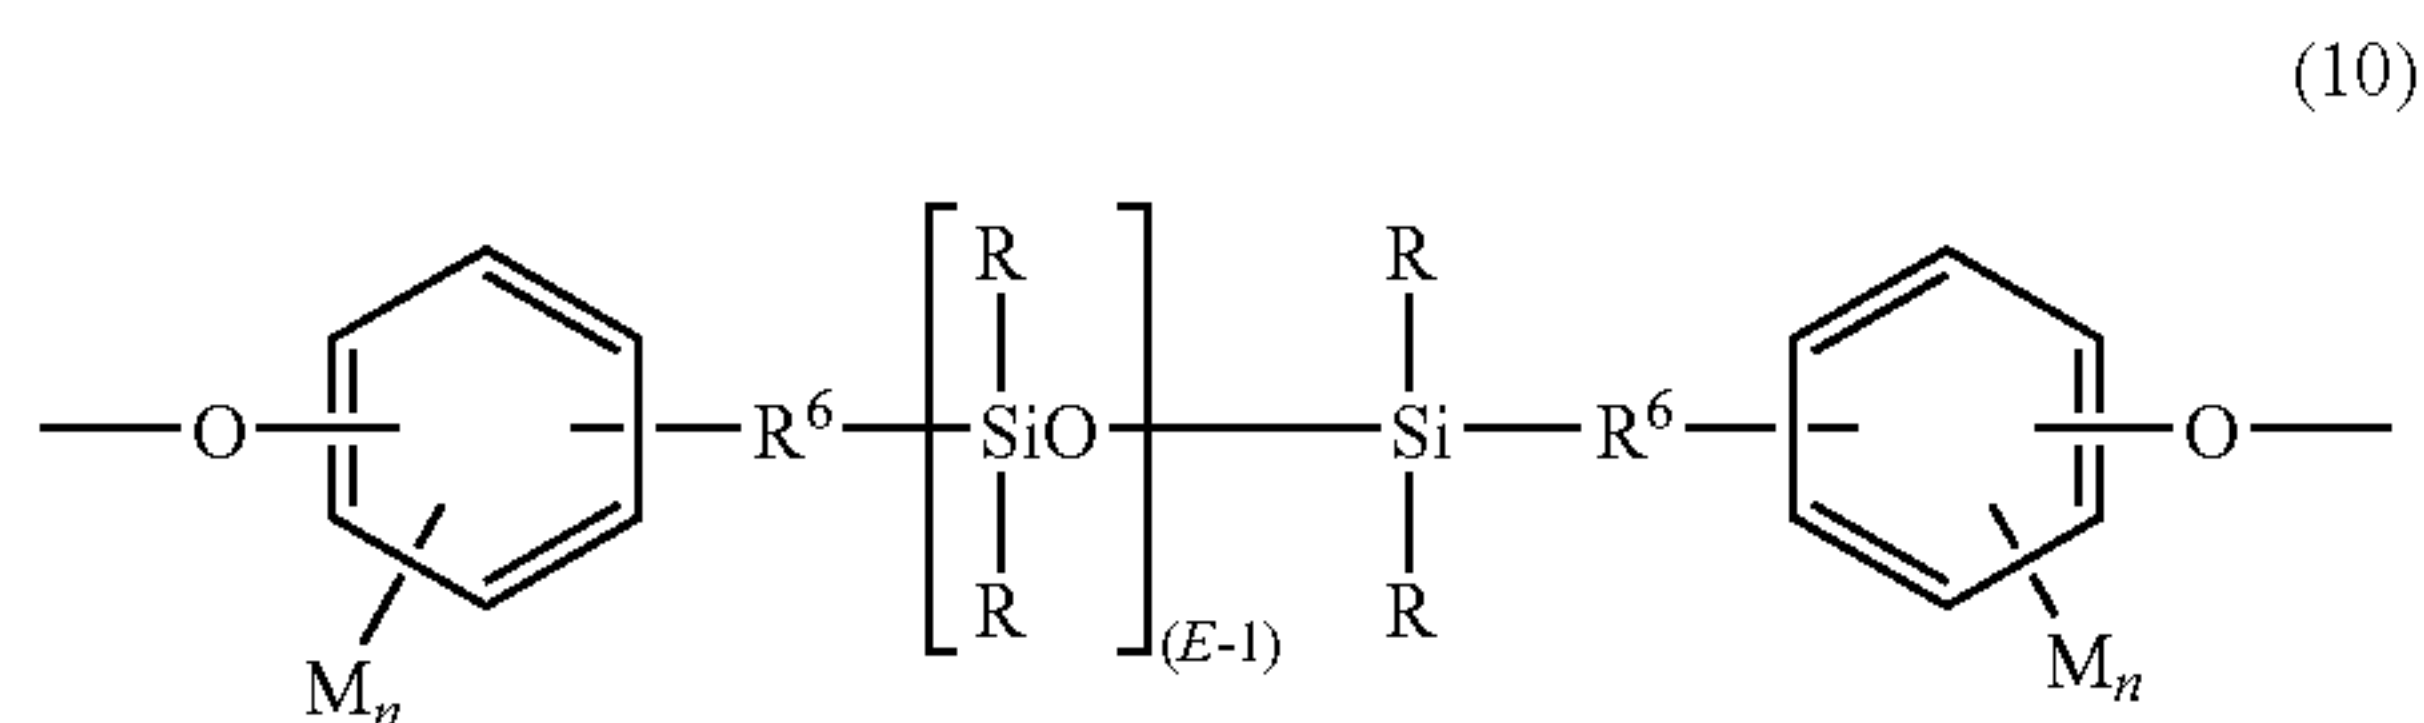 (10)
R R
O R⁶ SiO Si R⁶ O
R R
(E-1)
Mₙ Mₙ